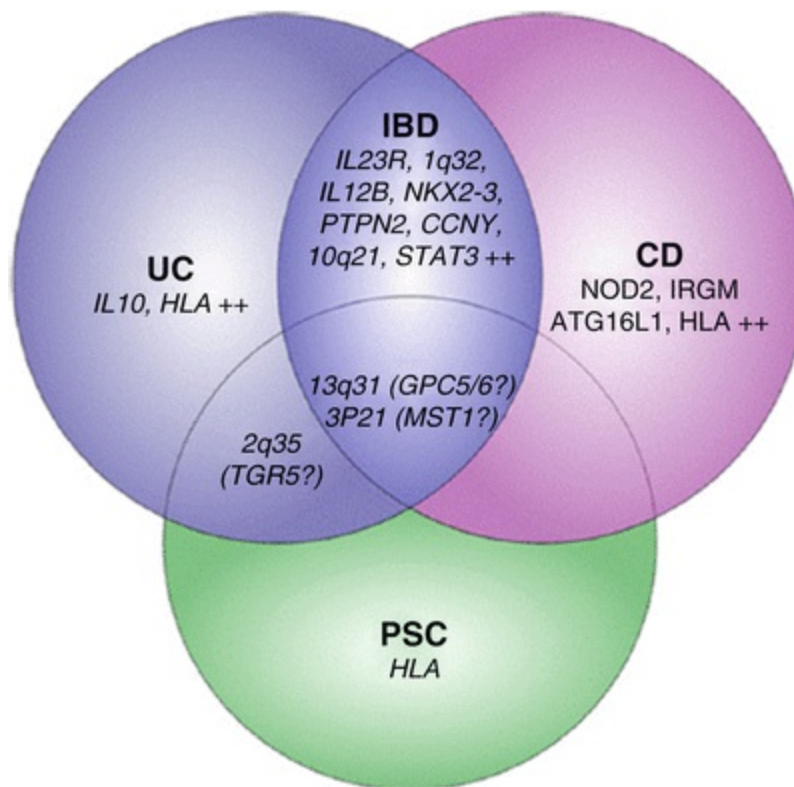 IBD
IL23R, 1q32,
IL12B, NKX2-3,
PTPN2, CCNY,
10q21, STAT3 ++
UC
IL10, HLA ++
CD
NOD2, IRGM
ATG16L1, HLA ++
13q31 (GPC5/6?)
3P21 (MST1?)
2q35
(TGR5?)
PSC
HLA